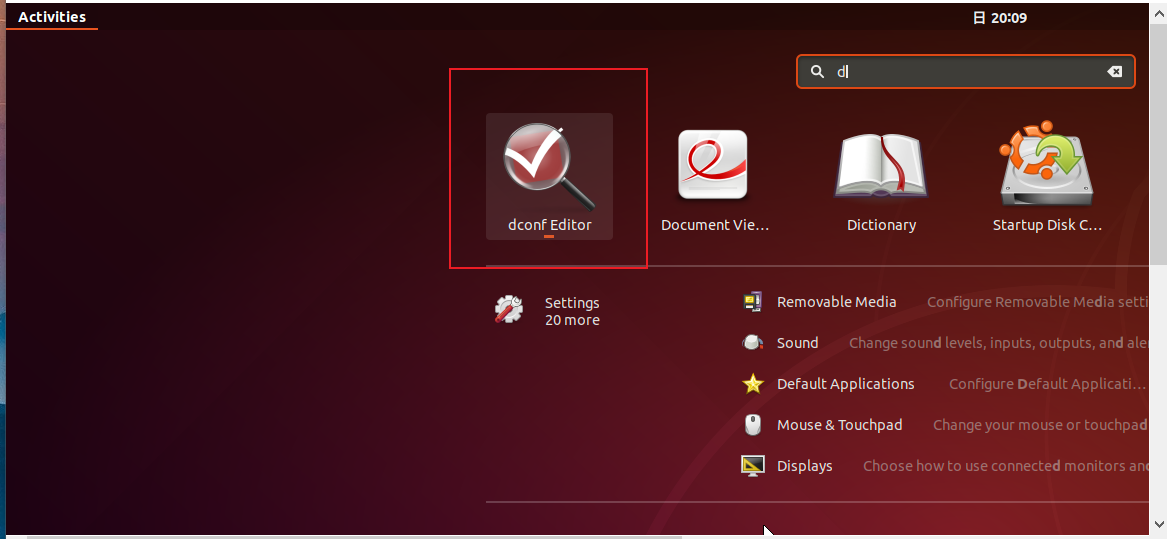 Activities
日 20:09
d
dconf Editor
Document Vie...
Dictionary
Startup Disk C...
Settings
20 more
Removable Media Configure Removable Media setti
Sound Change sound levels, inputs, outputs, and ale
Default Applications Configure Default Applicati...
Mouse & Touchpad Change your mouse or touchpad
Displays Choose how to use connected monitors and